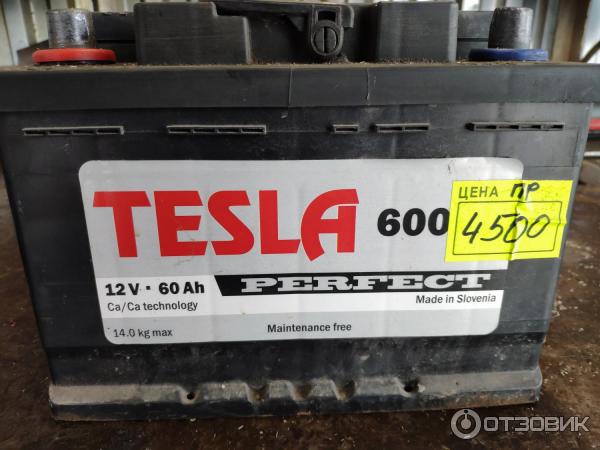 TESLA 600
ЦЕНА ПР
4500
12 V · 60 Ah PERFECT
Ca/Ca technology Made in Slovenia
14.0 kg max Maintenance free
ОТЗОВИК